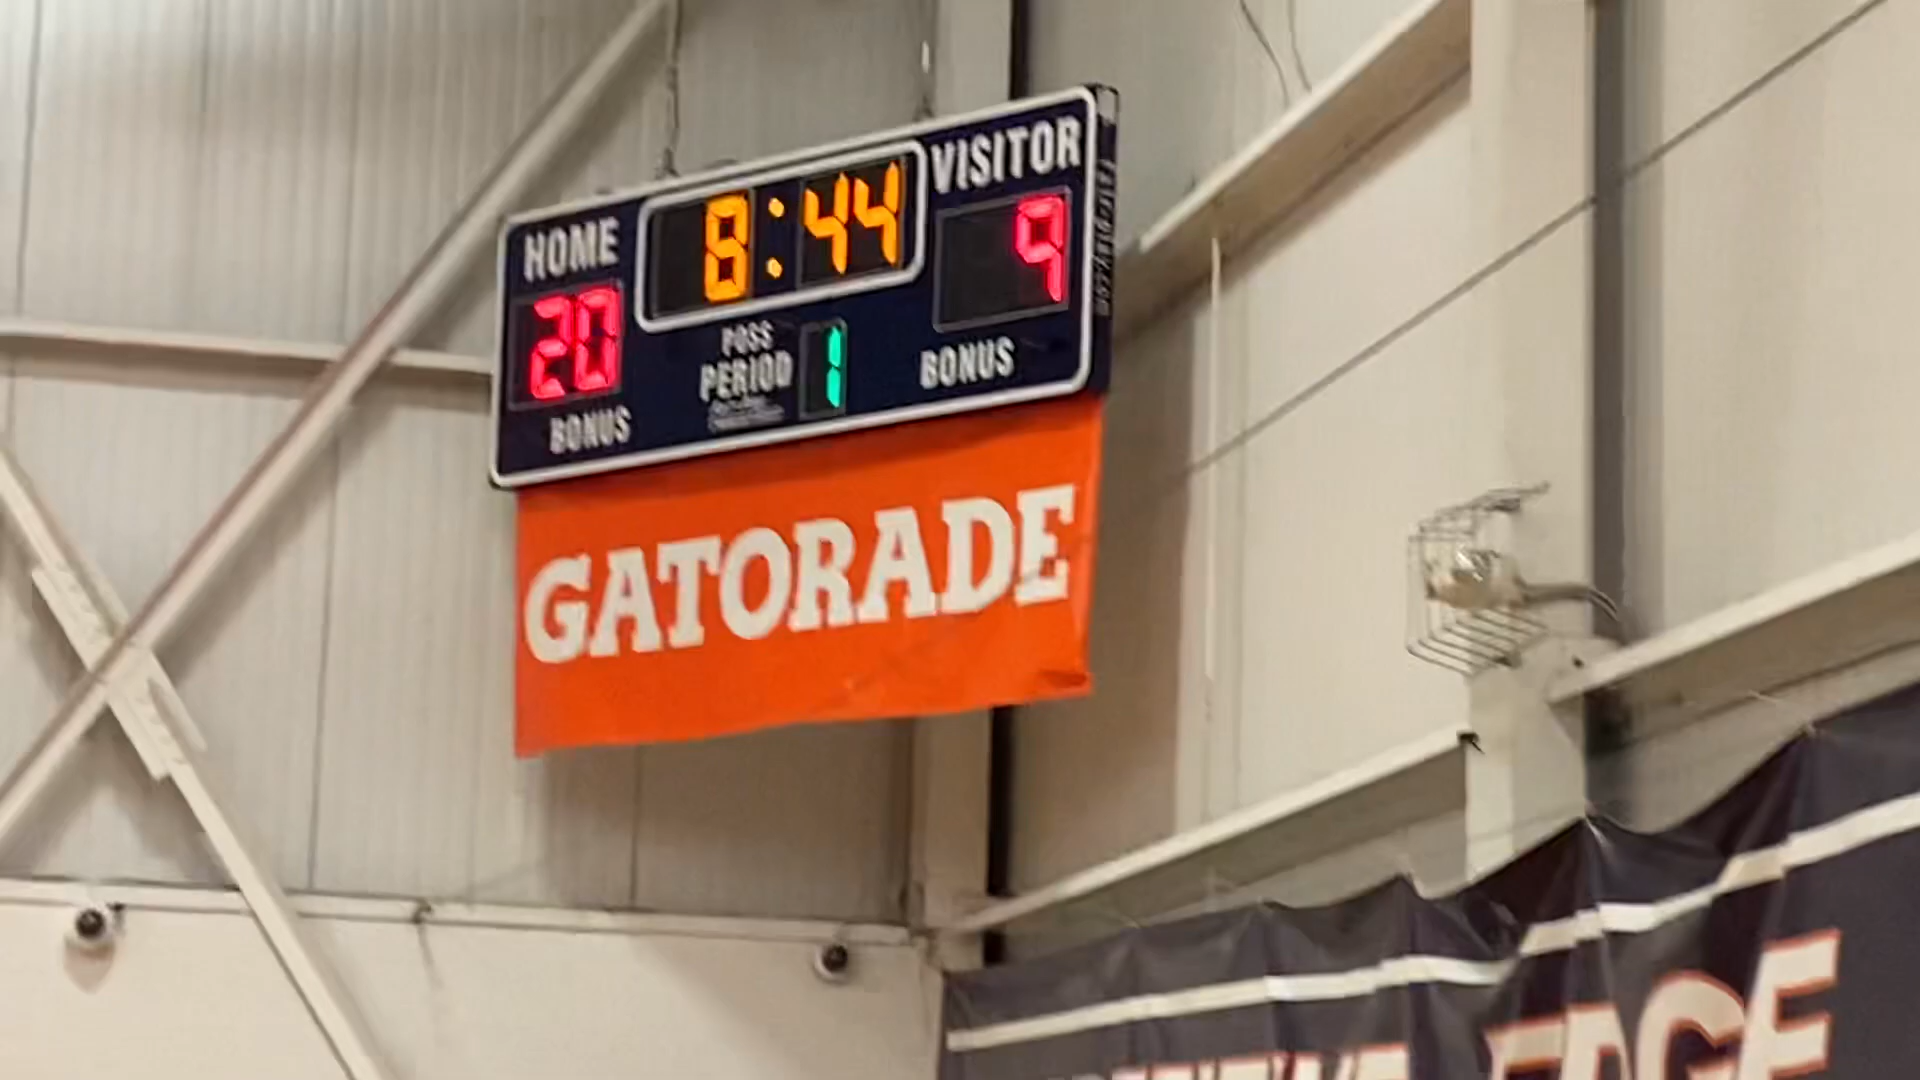 HOME
8:44
VISITOR
20
9
POSS
PERIOD
1
BONUS
BONUS
GATORADE